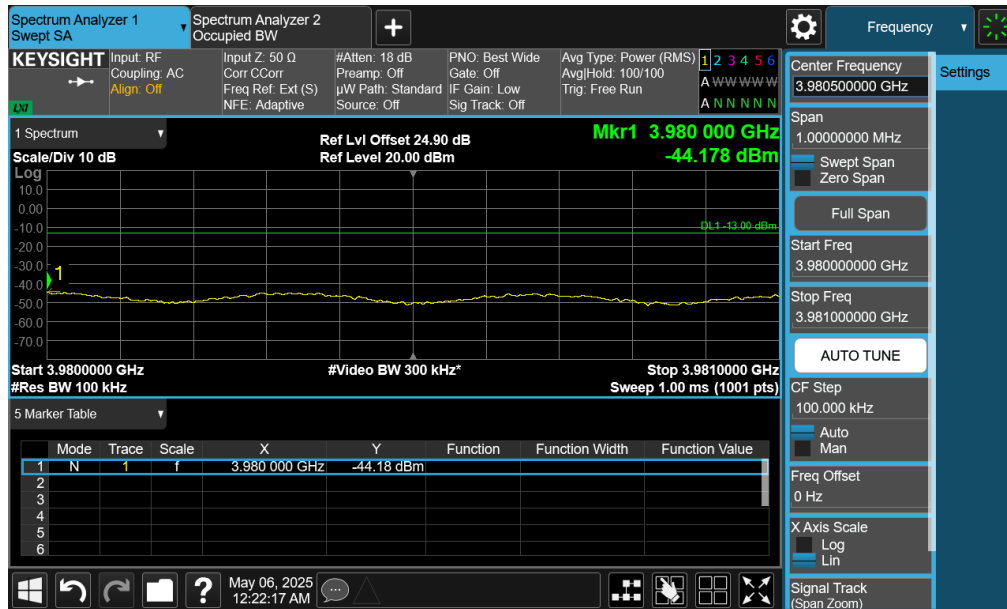 Spectrum Analyzer 1
Swept SA
Spectrum Analyzer 2
Occupied BW
+
Frequency
KEYSIGHT
LXI
Input: RF
Coupling: AC
Align: Off
Input Z: 50 Ω
Corr CCorr
Freq Ref: Ext (S)
NFE: Adaptive
#Atten: 18 dB
Preamp: Off
µW Path: Standard
Source: Off
PNO: Best Wide
Gate: Off
IF Gain: Low
Sig Track: Off
Avg Type: Power (RMS)
Avg|Hold: 100/100
Trig: Free Run
1 2 3 4 5 6
A W W W W W
A N N N N N
1 Spectrum
Scale/Div 10 dB
Ref Lvl Offset 24.90 dB
Ref Level 20.00 dBm
Mkr1 3.980 000 GHz
-44.178 dBm
Log
10.0
0.00
-10.0
-20.0
-30.0
-40.0
-50.0
-60.0
-70.0
DL1 -13.00 dBm
1
Start 3.9800000 GHz
#Video BW 300 kHz*
Stop 3.9810000 GHz
#Res BW 100 kHz
Sweep 1.00 ms (1001 pts)
5 Marker Table
Mode Trace Scale X Y Function Function Width Function Value
1 N 1 f 3.980 000 GHz -44.18 dBm
2
3
4
5
6
Center Frequency
3.980500000 GHz
Settings
Span
1.00000000 MHz
Swept Span
Zero Span
Full Span
Start Freq
3.980000000 GHz
Stop Freq
3.981000000 GHz
AUTO TUNE
CF Step
100.000 kHz
Auto
Man
Freq Offset
0 Hz
X Axis Scale
Log
Lin
Signal Track
(Span Zoom)
?
May 06, 2025
12:22:17 AM